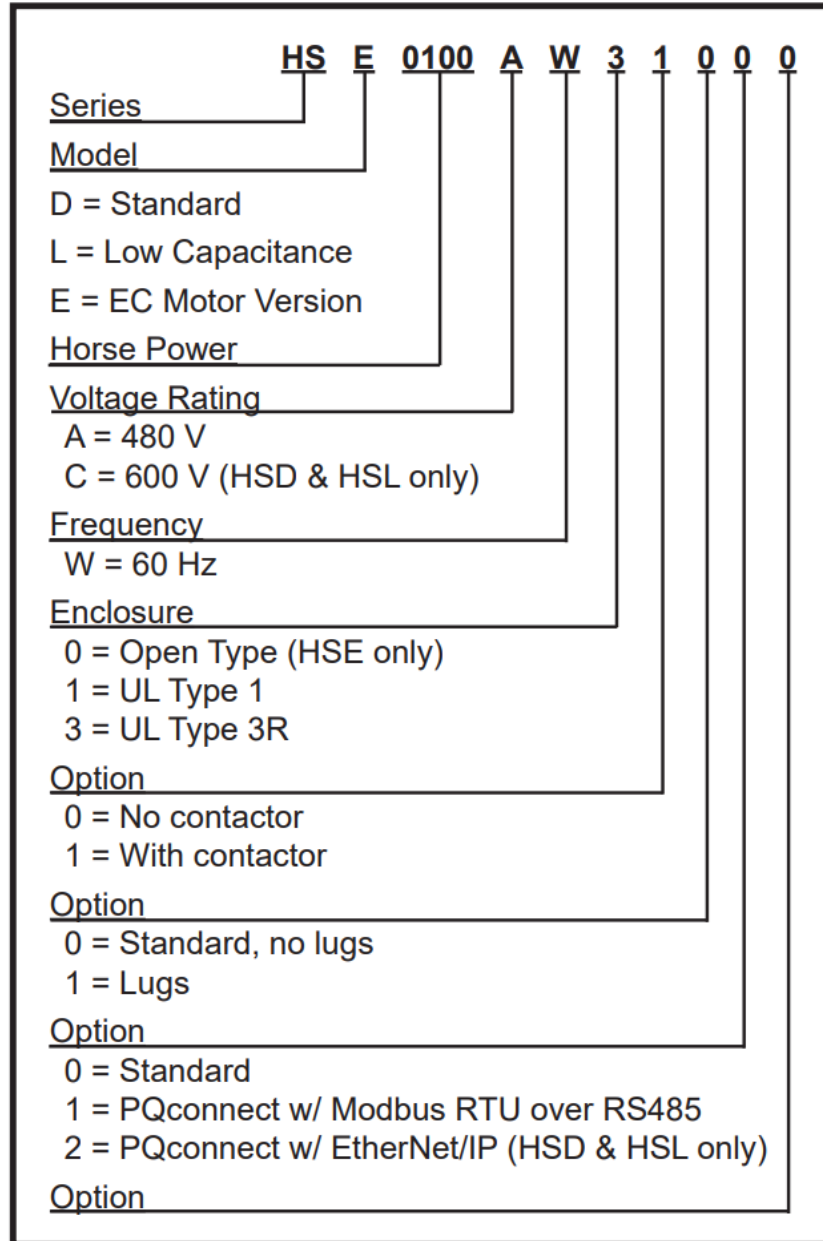 HS E 0100 A W 3 1 0 0 0
Series
Model
D = Standard
L = Low Capacitance
E = EC Motor Version
Horse Power
Voltage Rating
A = 480 V
C = 600 V (HSD & HSL only)
Frequency
W = 60 Hz
Enclosure
0 = Open Type (HSE only)
1 = UL Type 1
3 = UL Type 3R
Option
0 = No contactor
1 = With contactor
Option
0 = Standard, no lugs
1 = Lugs
Option
0 = Standard
1 = PQconnect w/ Modbus RTU over RS485
2 = PQconnect w/ EtherNet/IP (HSD & HSL only)
Option